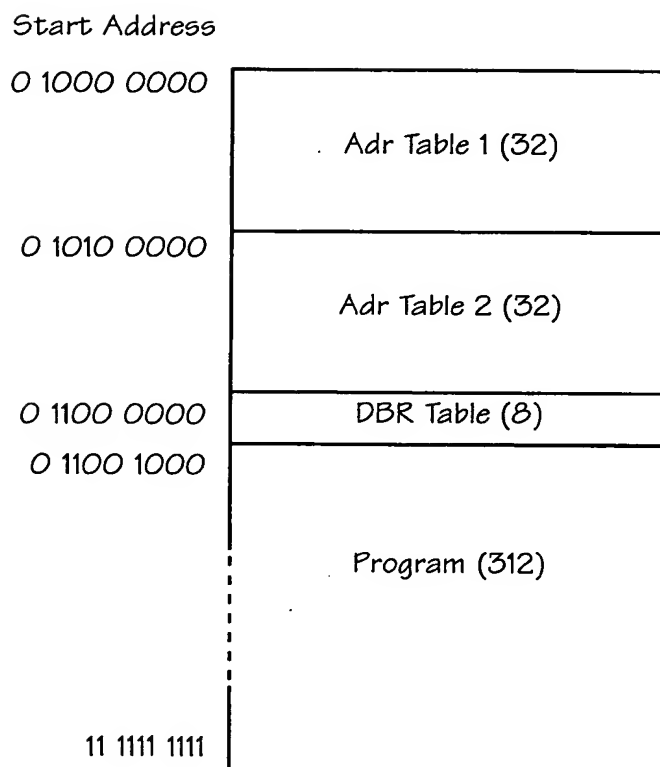 Start Address
0 1000 0000
Adr Table 1 (32)
0 1010 0000
Adr Table 2 (32)
0 1100 0000
DBR Table (8)
0 1100 1000
Program (312)
11 1111 1111